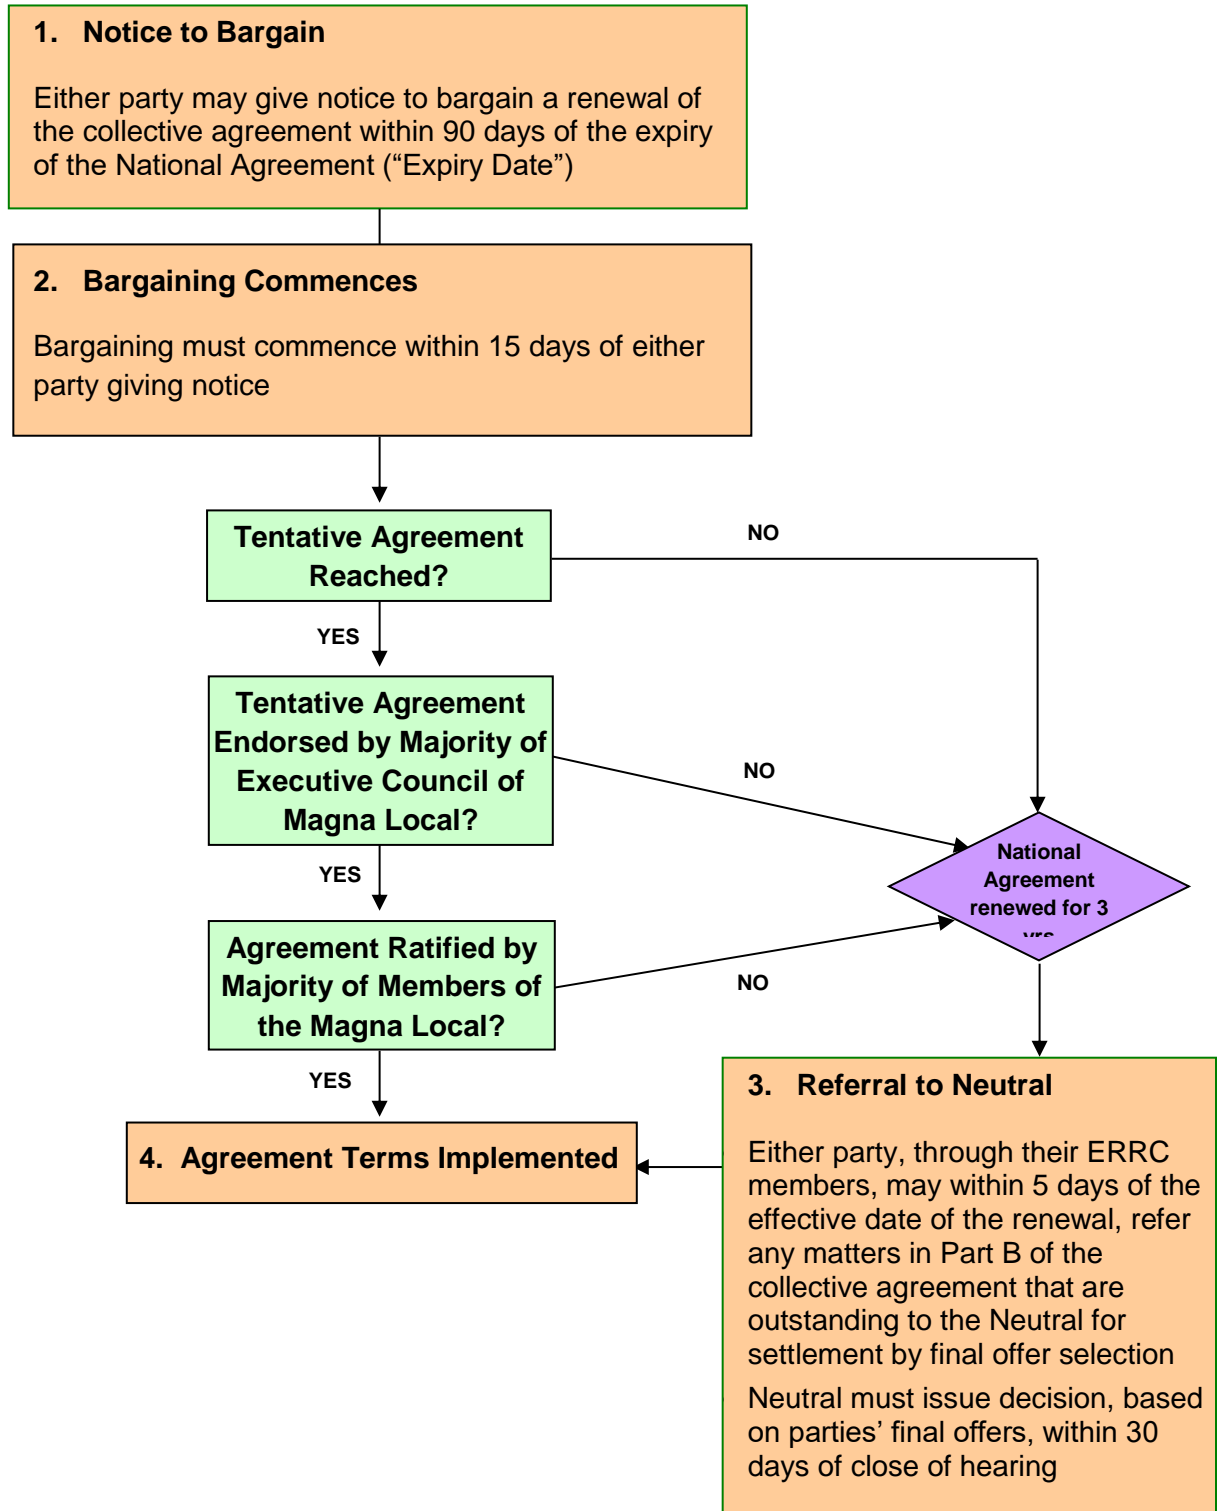 1. Notice to Bargain
Either party may give notice to bargain a renewal of
the collective agreement within 90 days of the expiry
of the National Agreement (“Expiry Date”)
2. Bargaining Commences
Bargaining must commence within 15 days of either
party giving notice
Tentative Agreement
Reached?
NO
YES
Tentative Agreement
Endorsed by Majority of
Executive Council of
Magna Local?
NO
YES
National
Agreement
renewed for 3
yrs
Agreement Ratified by
Majority of Members of
the Magna Local?
NO
YES
4. Agreement Terms Implemented
3. Referral to Neutral
Either party, through their ERRC
members, may within 5 days of the
effective date of the renewal, refer
any matters in Part B of the
collective agreement that are
outstanding to the Neutral for
settlement by final offer selection
Neutral must issue decision, based
on parties’ final offers, within 30
days of close of hearing